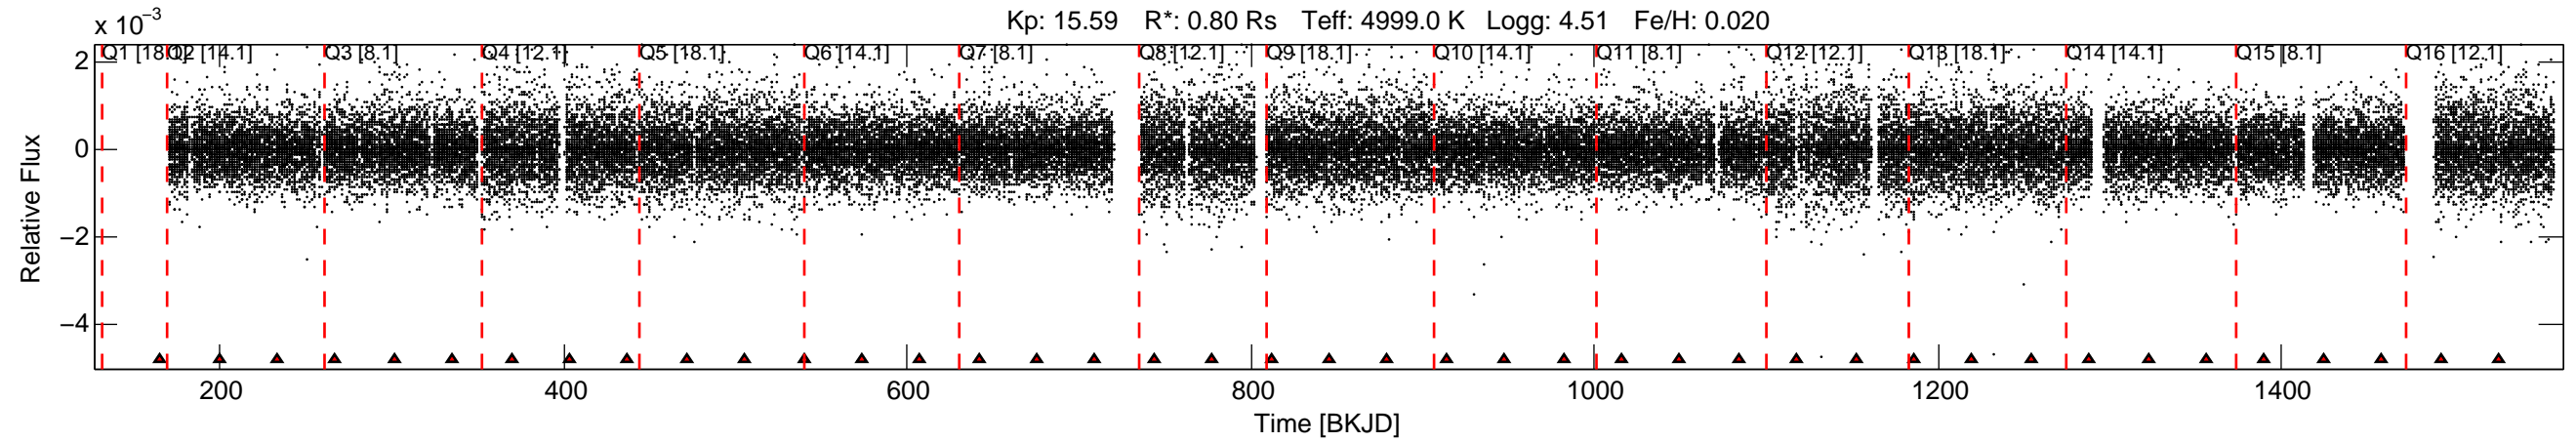 Kp: 15.59 R*: 0.80 Rs Teff: 4999.0 K Logg: 4.51 Fe/H: 0.020
x 10⁻³
Q1 [18.1] Q2 [14.1] Q3 [8.1] Q4 [12.1] Q5 [18.1] Q6 [14.1] Q7 [8.1] Q8 [12.1] Q9 [18.1] Q10 [14.1] Q11 [8.1] Q12 [12.1] Q13 [18.1] Q14 [14.1] Q15 [8.1] Q16 [12.1]
2
0
−2
−4
Relative Flux
200 400 600 800 1000 1200 1400
Time [BKJD]